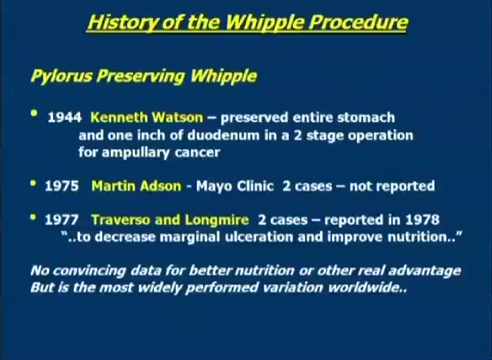 History of the Whipple Procedure
Pylorus Preserving Whipple
• 1944 Kenneth Watson – preserved entire stomach
and one inch of duodenum in a 2 stage operation
for ampullary cancer
• 1975 Martin Adson - Mayo Clinic 2 cases – not reported
• 1977 Traverso and Longmire 2 cases – reported in 1978
“..to decrease marginal ulceration and improve nutrition..”
No convincing data for better nutrition or other real advantage
But is the most widely performed variation worldwide..